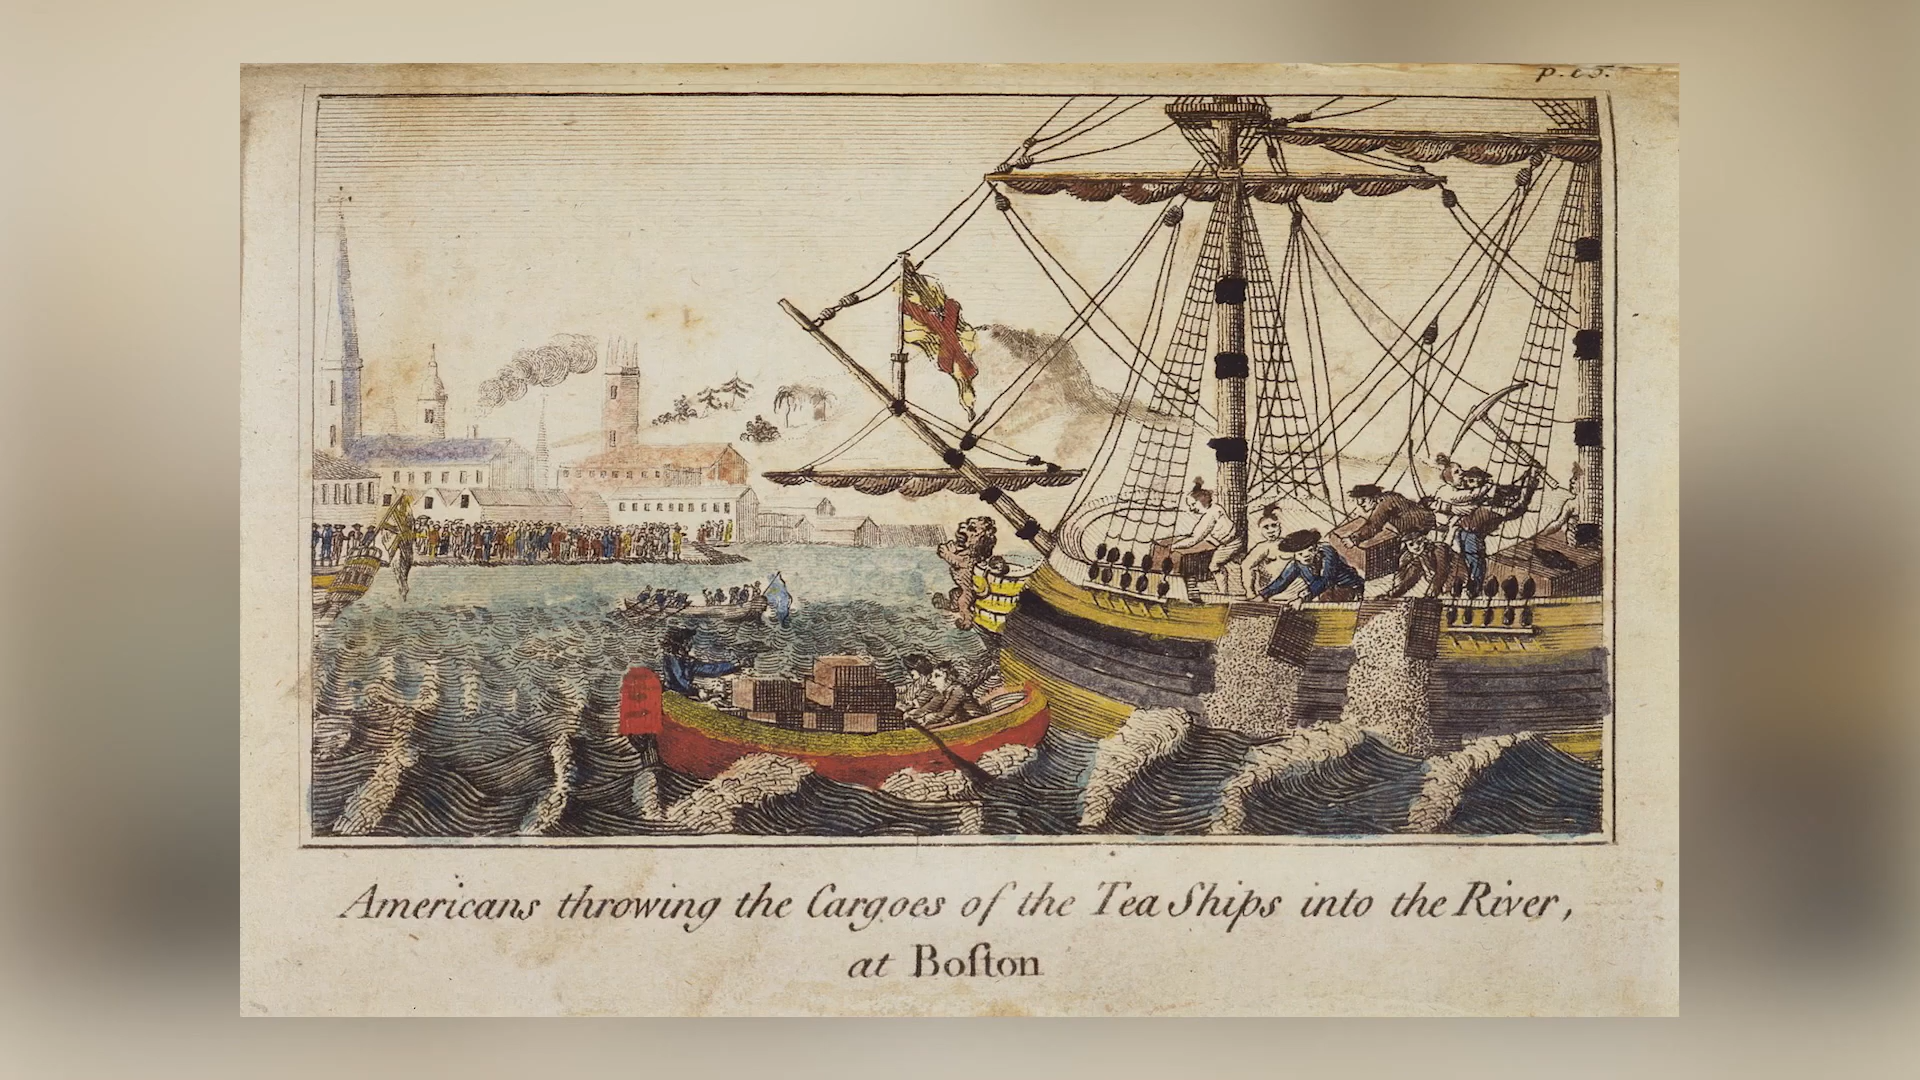 Americans throwing the Cargoes of the Tea Ships into the River,
at Boſton